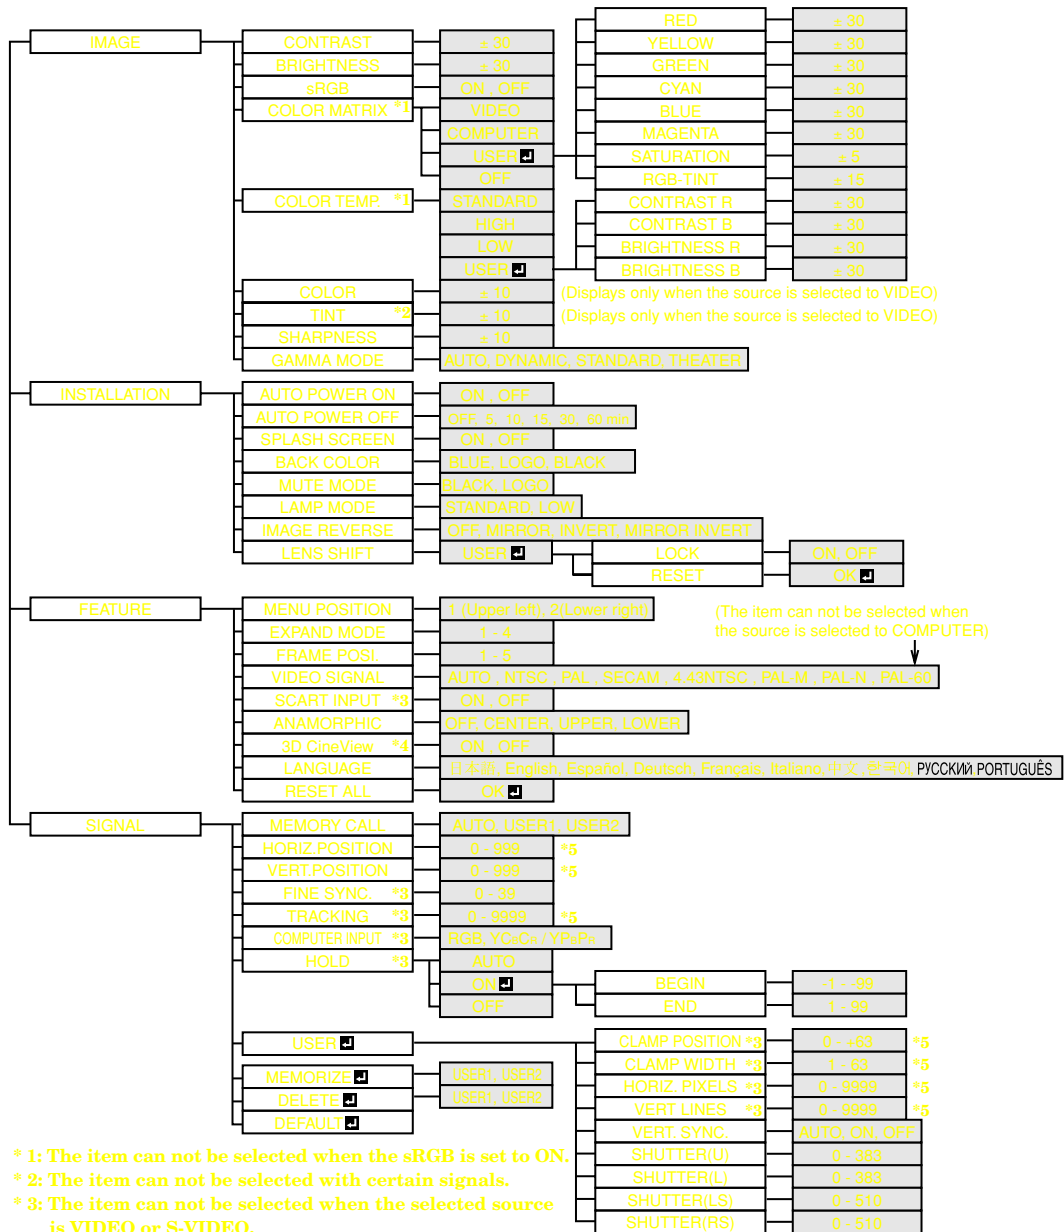 IMAGE
CONTRAST ± 30
BRIGHTNESS ± 30
sRGB ON , OFF
COLOR MATRIX *1 VIDEO
COMPUTER
USER
OFF
RED ± 30
YELLOW ± 30
GREEN ± 30
CYAN ± 30
BLUE ± 30
MAGENTA ± 30
SATURATION ± 5
RGB-TINT ± 15
COLOR TEMP. *1 STANDARD
HIGH
LOW
USER
CONTRAST R ± 30
CONTRAST B ± 30
BRIGHTNESS R ± 30
BRIGHTNESS B ± 30
COLOR ± 10 (Displays only when the source is selected to VIDEO)
TINT *2 ± 10 (Displays only when the source is selected to VIDEO)
SHARPNESS ± 10
GAMMA MODE AUTO, DYNAMIC, STANDARD, THEATER
INSTALLATION
AUTO POWER ON ON , OFF
AUTO POWER OFF OFF, 5, 10, 15, 30, 60 min
SPLASH SCREEN ON , OFF
BACK COLOR BLUE, LOGO, BLACK
MUTE MODE BLACK, LOGO
LAMP MODE STANDARD, LOW
IMAGE REVERSE OFF, MIRROR, INVERT, MIRROR INVERT
LENS SHIFT USER
LOCK ON, OFF
RESET OK
FEATURE
MENU POSITION 1 (Upper left), 2(Lower right)
EXPAND MODE 1 - 4
FRAME POSI. 1 - 5
(The item can not be selected when
the source is selected to COMPUTER)
VIDEO SIGNAL AUTO , NTSC , PAL , SECAM , 4.43NTSC , PAL-M , PAL-N , PAL-60
SCART INPUT *3 ON , OFF
ANAMORPHIC OFF, CENTER, UPPER, LOWER
3D CineView *4 ON , OFF
LANGUAGE 日本語, English, Español, Deutsch, Français, Italiano, 中文, 한국어, РУССКИЙ, PORTUGUÊS
RESET ALL OK
SIGNAL
MEMORY CALL AUTO, USER1, USER2
HORIZ.POSITION 0 - 999 *5
VERT.POSITION 0 - 999 *5
FINE SYNC. *3 0 - 39
TRACKING *3 0 - 9999 *5
COMPUTER INPUT *3 RGB, YCBCR / YPBPR
HOLD *3 AUTO
ON
OFF
BEGIN -1 - -99
END 1 - 99
USER
CLAMP POSITION *3 0 - +63 *5
CLAMP WIDTH *3 1 - 63 *5
HORIZ. PIXELS *3 0 - 9999 *5
VERT LINES *3 0 - 9999 *5
VERT. SYNC. AUTO, ON, OFF
SHUTTER(U) 0 - 383
SHUTTER(L) 0 - 383
SHUTTER(LS) 0 - 510
SHUTTER(RS) 0 - 510
MEMORIZE USER1, USER2
DELETE USER1, USER2
DEFAULT
* 1: The item can not be selected when the sRGB is set to ON.
* 2: The item can not be selected with certain signals.
* 3: The item can not be selected when the selected source
is VIDEO or S-VIDEO.